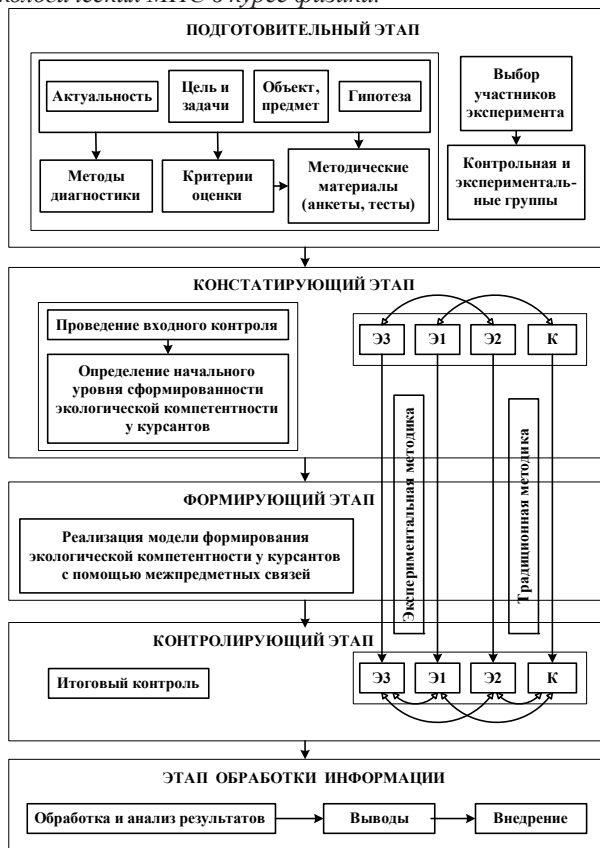 МПС в курсе физики.
ПОДГОТОВИТЕЛЬНЫЙ ЭТАП
Актуальность
Цель и
задачи
Объект,
предмет
Гипотеза
Методы
диагностики
Критерии
оценки
Методические
материалы
(анкеты, тесты)
Выбор
участников
эксперимента
Контрольная и
эксперименталь-
ные группы
КОНСТАТИРУЮЩИЙ ЭТАП
Проведение входного контроля
Определение начального
уровня сформированности
экологической компетентности
у курсантов
Э3
Э1
Э2
К
Экспериментальная методика
Традиционная методика
ФОРМИРУЮЩИЙ ЭТАП
Реализация модели формирования
экологической компетентности у курсантов
с помощью межпредметных связей
КОНТРОЛИРУЮЩИЙ ЭТАП
Итоговый контроль
Э3
Э1
Э2
К
ЭТАП ОБРАБОТКИ ИНФОРМАЦИИ
Обработка и анализ результатов
Выводы
Внедрение